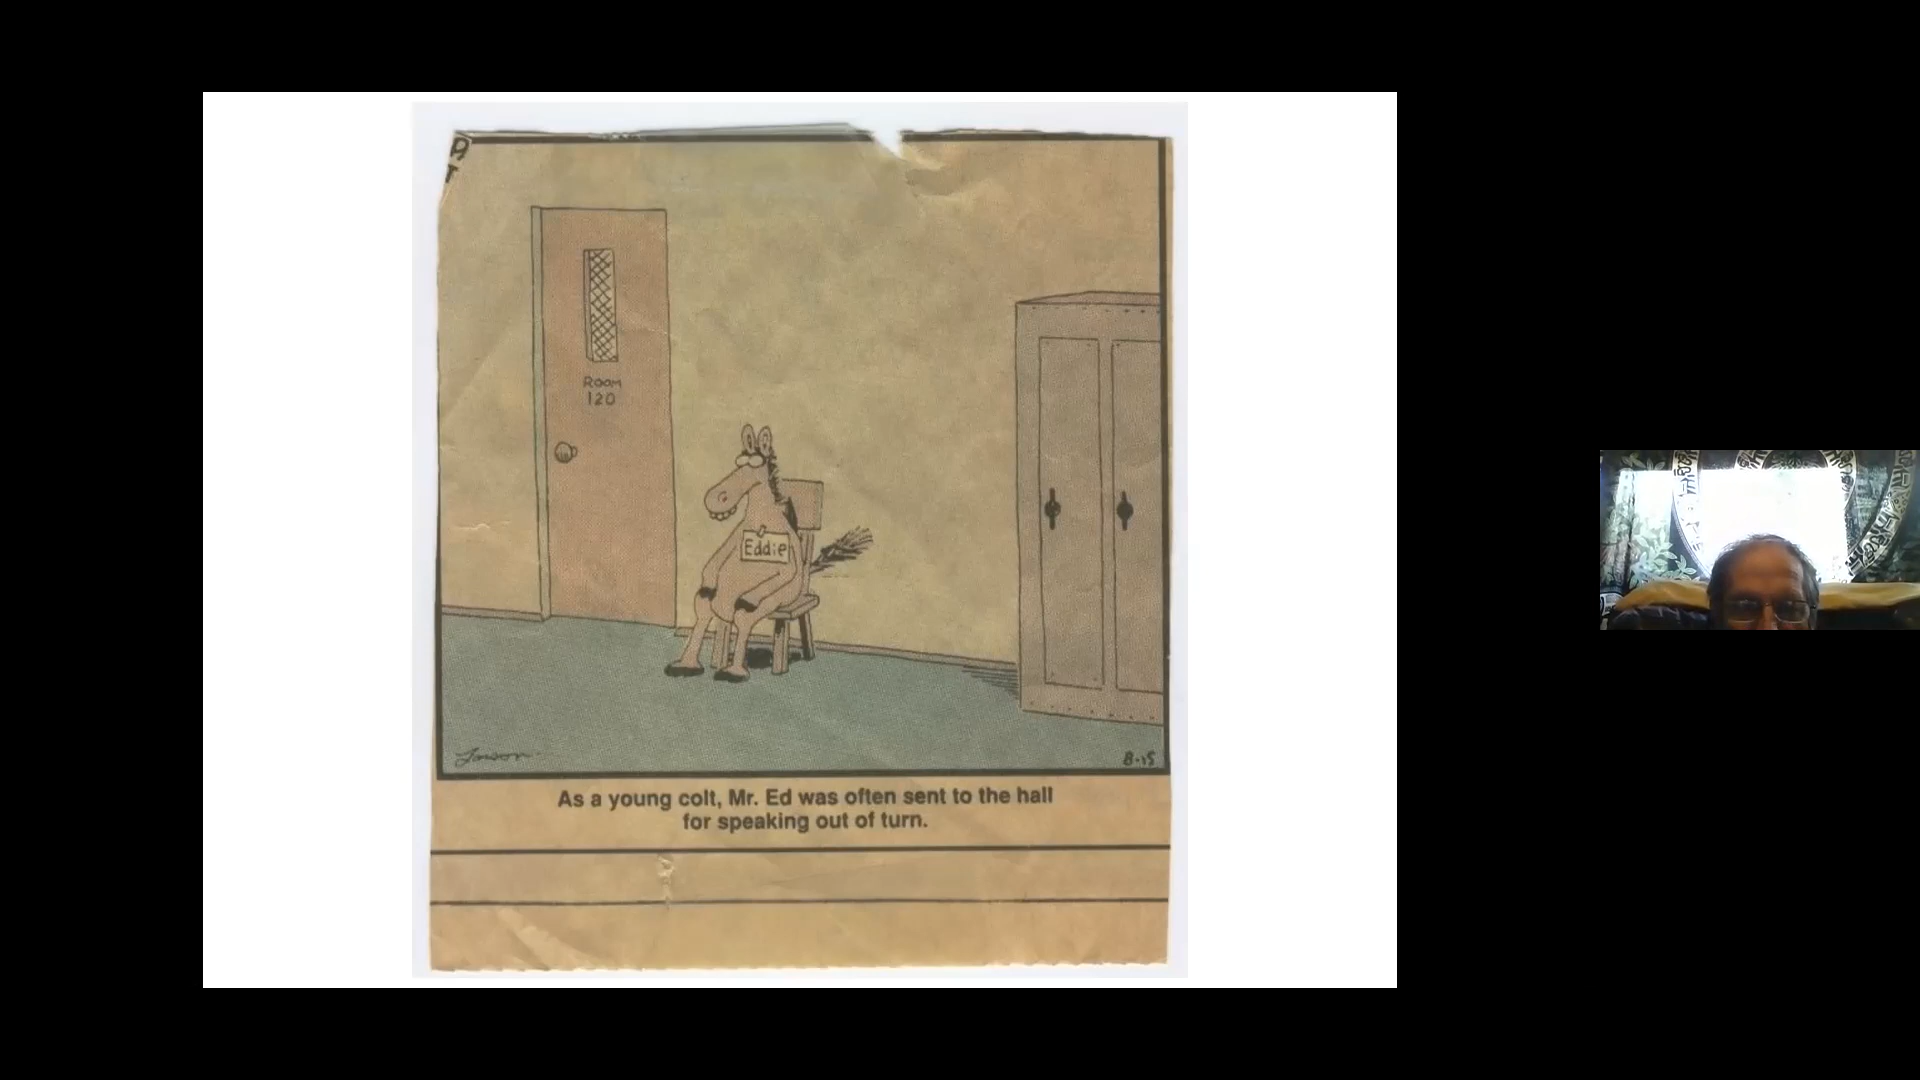 ROOM
120
Eddie
Larson
8-15
As a young colt, Mr. Ed was often sent to the hall
for speaking out of turn.